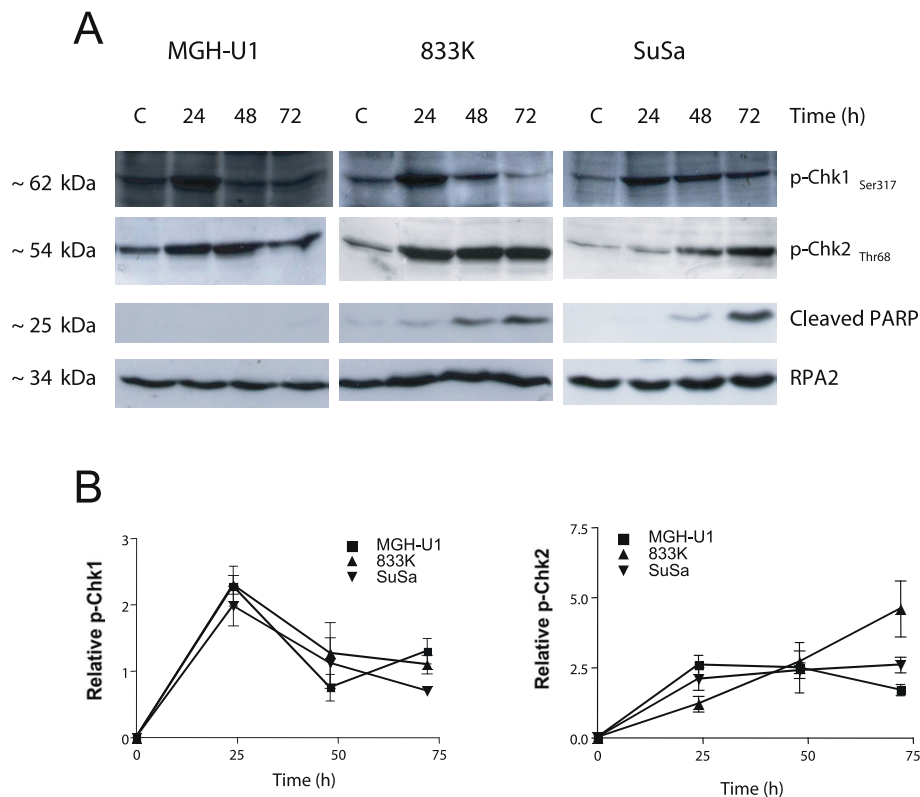 A
MGH-U1 833K SuSa
C 24 48 72 C 24 48 72 C 24 48 72 Time (h)
~ 62 kDa p-Chk1 Ser317
~ 54 kDa p-Chk2 Thr68
~ 25 kDa Cleaved PARP
~ 34 kDa RPA2
B
Relative p-Chk1
3
2
1
0
0 25 50 75
Time (h)
MGH-U1
833K
SuSa
Relative p-Chk2
7.5
5.0
2.5
0.0
0 25 50 75
Time (h)
MGH-U1
833K
SuSa